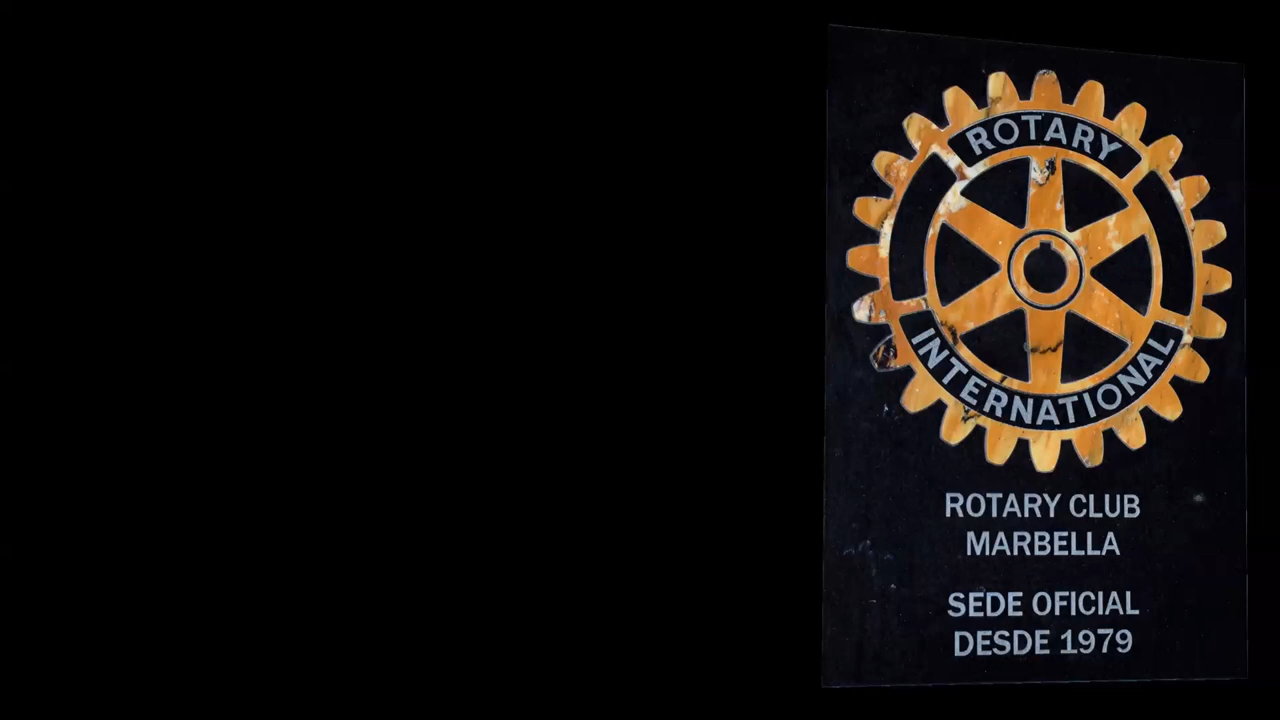 ROTARY
INTERNATIONAL
ROTARY CLUB
MARBELLA
SEDE OFICIAL
DESDE 1979